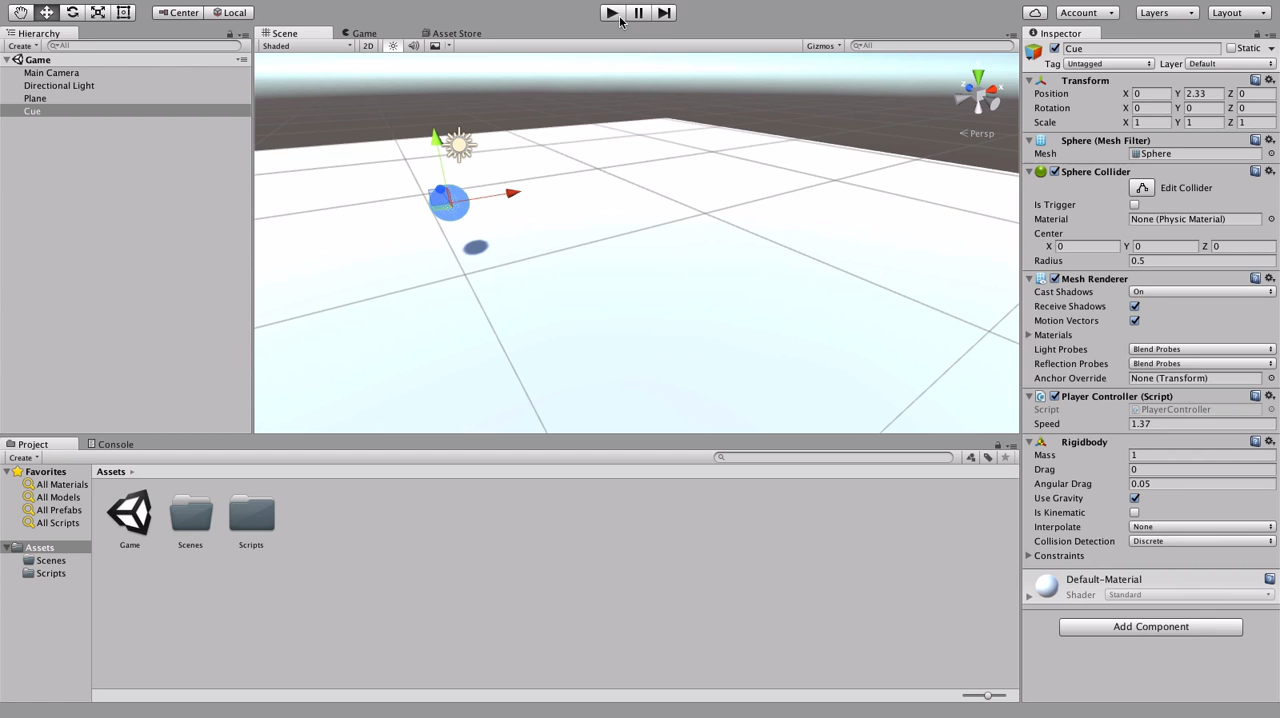 Center Local Account Layers Layout
Hierarchy
Create All
Game
Main Camera
Directional Light
Plane
Cue
Scene Game Asset Store
Shaded 2D Gizmos All
y
x
z
Persp
Inspector
Cue Static
Tag Untagged Layer Default
Transform
Position X 0 Y 2.33 Z 0
Rotation X 0 Y 0 Z 0
Scale X 1 Y 1 Z 1
Sphere (Mesh Filter)
Mesh Sphere
Sphere Collider
Edit Collider
Is Trigger
Material None (Physic Material)
Center
X 0 Y 0 Z 0
Radius 0.5
Mesh Renderer
Cast Shadows On
Receive Shadows
Motion Vectors
Materials
Light Probes Blend Probes
Reflection Probes Blend Probes
Anchor Override None (Transform)
Player Controller (Script)
Script PlayerController
Speed 1.37
Rigidbody
Mass 1
Drag 0
Angular Drag 0.05
Use Gravity
Is Kinematic
Interpolate None
Collision Detection Discrete
Constraints
Default-Material
Shader Standard
Add Component
Project Console
Create
Favorites
All Materials
All Models
All Prefabs
All Scripts
Assets
Scenes
Scripts
Assets
Game Scenes Scripts